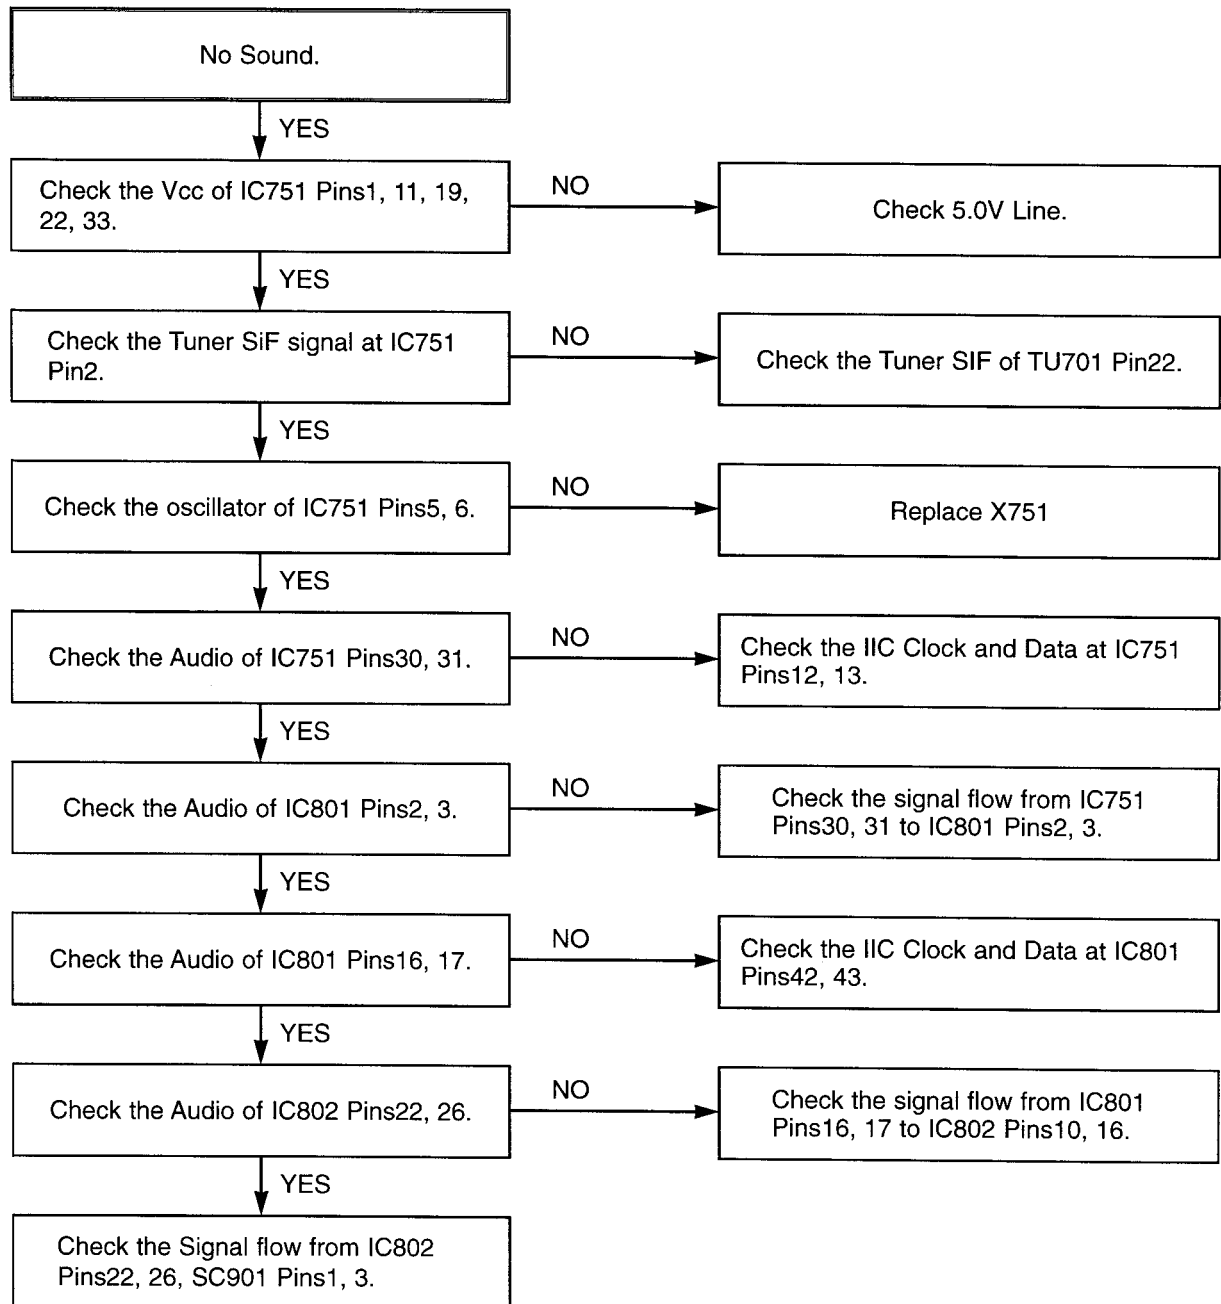 No Sound.
YES
Check the Vcc of IC751 Pins1, 11, 19,
22, 33.
NO
Check 5.0V Line.
YES
Check the Tuner SiF signal at IC751
Pin2.
NO
Check the Tuner SIF of TU701 Pin22.
YES
Check the oscillator of IC751 Pins5, 6.
NO
Replace X751
YES
Check the Audio of IC751 Pins30, 31.
NO
Check the IIC Clock and Data at IC751
Pins12, 13.
YES
Check the Audio of IC801 Pins2, 3.
NO
Check the signal flow from IC751
Pins30, 31 to IC801 Pins2, 3.
YES
Check the Audio of IC801 Pins16, 17.
NO
Check the IIC Clock and Data at IC801
Pins42, 43.
YES
Check the Audio of IC802 Pins22, 26.
NO
Check the signal flow from IC801
Pins16, 17 to IC802 Pins10, 16.
YES
Check the Signal flow from IC802
Pins22, 26, SC901 Pins1, 3.